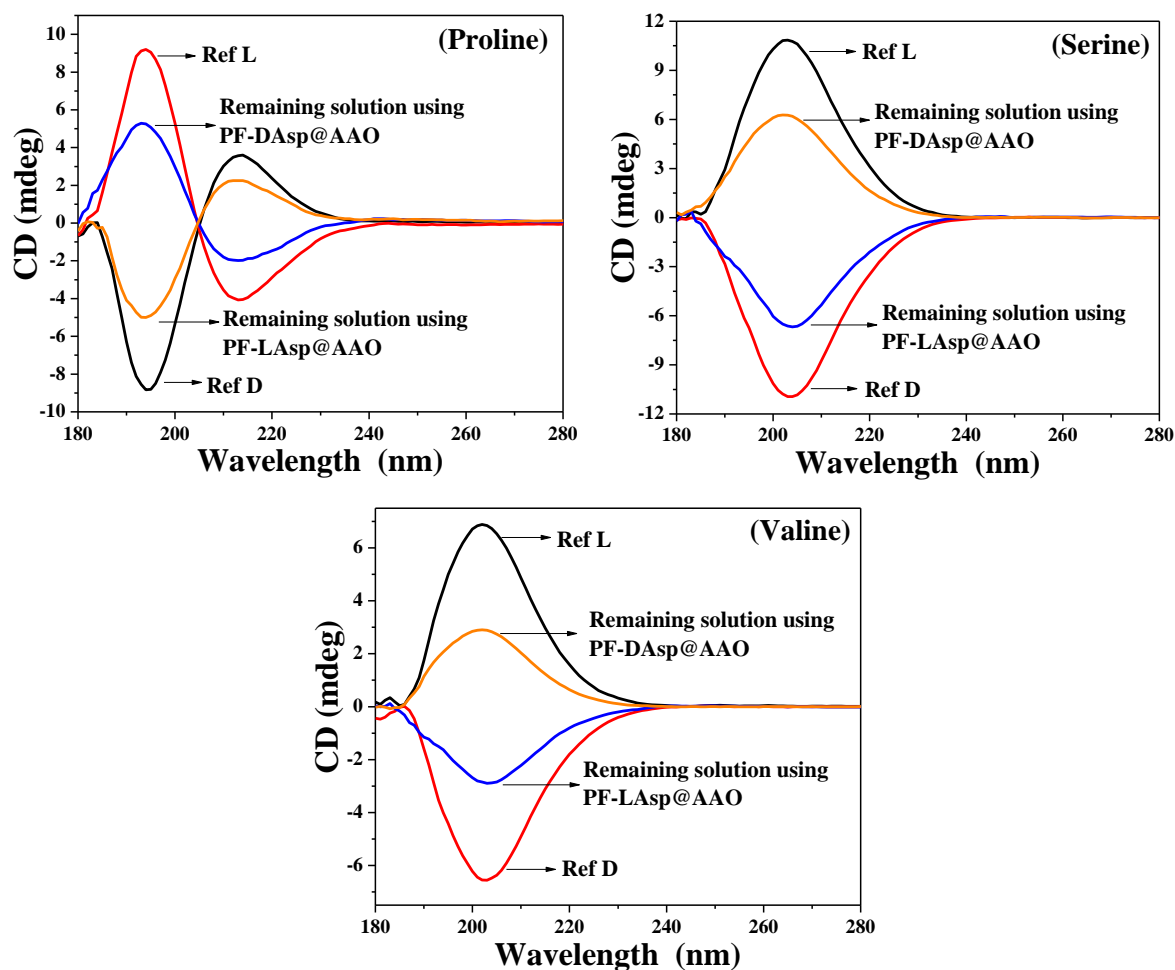 (Proline)
Ref L
Remaining solution using
PF-DAsp@AAO
Remaining solution using
PF-LAsp@AAO
Ref D
CD (mdeg)
10
8
6
4
2
0
-2
-4
-6
-8
-10
180 200 220 240 260 280
Wavelength (nm)
(Serine)
Ref L
Remaining solution using
PF-DAsp@AAO
Remaining solution using
PF-LAsp@AAO
Ref D
CD (mdeg)
12
9
6
3
0
-3
-6
-9
-12
180 200 220 240 260 280
Wavelength (nm)
(Valine)
Ref L
Remaining solution using
PF-DAsp@AAO
Remaining solution using
PF-LAsp@AAO
Ref D
CD (mdeg)
6
4
2
0
-2
-4
-6
180 200 220 240 260 280
Wavelength (nm)